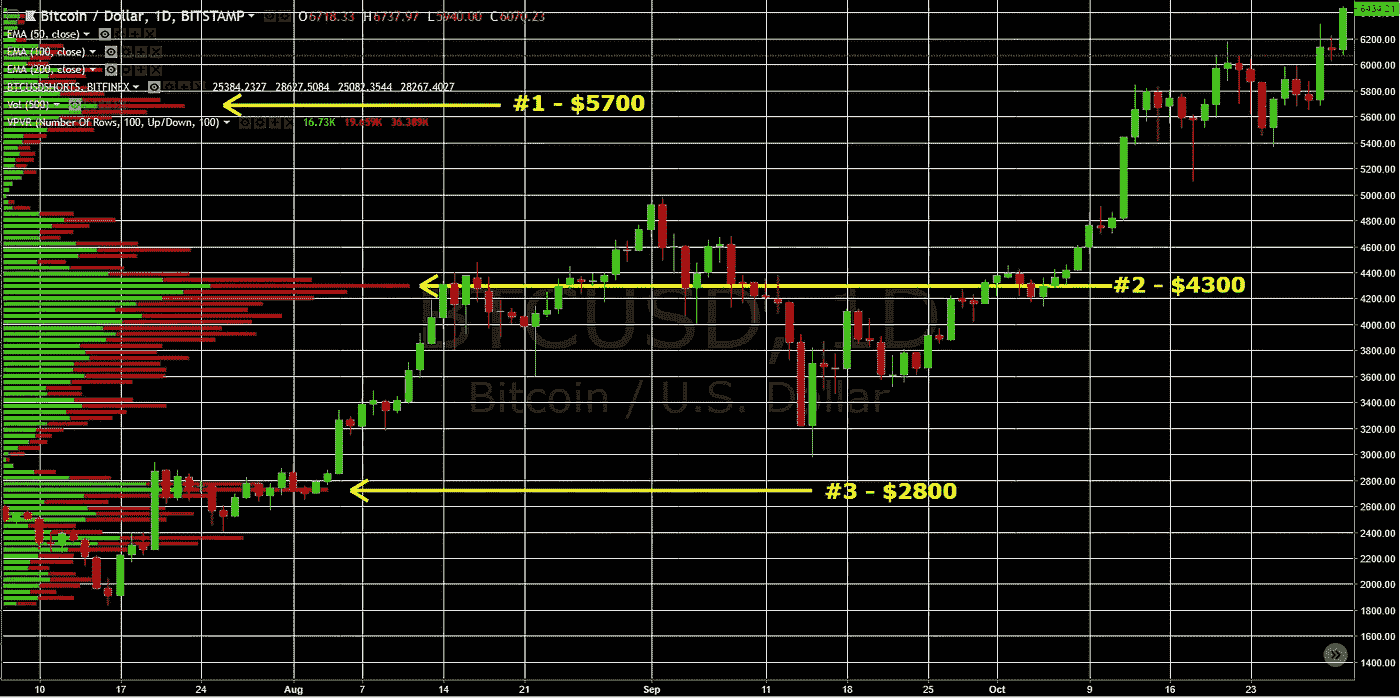 Bitcoin / Dollar, 1D, BITSTAMP O6718.33 H6737.97 L5940.00 C6070.23
EMA (50, close)
EMA (100, close)
EMA (200, close)
BTCUSDSHORTS, BITFINEX 25384.2327 28627.5084 25082.3544 28267.4027
Vol (500)
#1 - $5700
VPVR (Number Of Rows, 100, Up/Down, 100) 16.73K 19.659K 36.389K
#2 - $4300
BTCUSD, 1D
Bitcoin / U.S. Dollar
#3 - $2800
6200.00
6000.00
5800.00
5600.00
5400.00
5200.00
5000.00
4800.00
4600.00
4400.00
4200.00
4000.00
3800.00
3600.00
3400.00
3200.00
3000.00
2800.00
2600.00
2400.00
2200.00
2000.00
1800.00
1600.00
1400.00
10 17 24 Aug 7 14 21 Sep 11 18 25 Oct 9 16 23